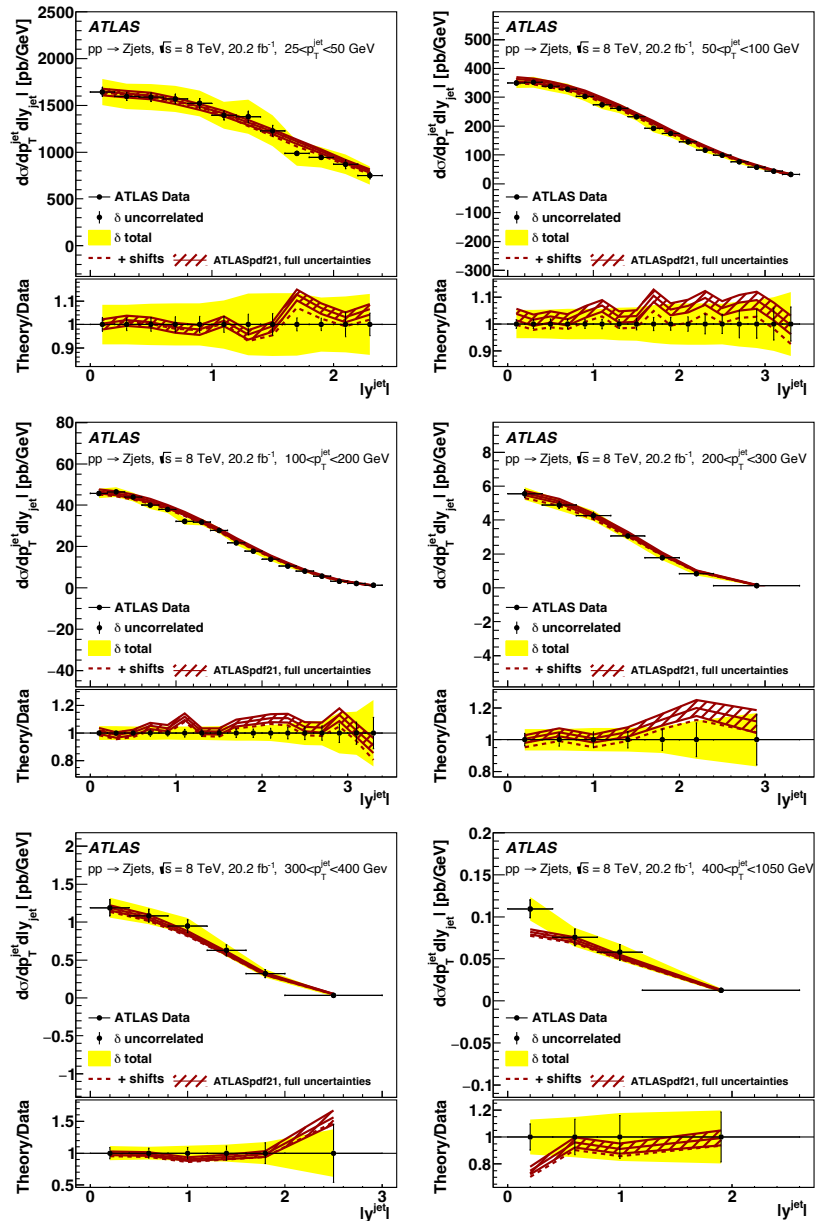 ATLAS
pp → Zjets, √s = 8 TeV, 20.2 fb⁻¹, 25<p_T^jet<50 GeV
dσ/dp_T^jet dly_jet l [pb/GeV]
2500
2000
1500
1000
500
0
ATLAS Data
δ uncorrelated
δ total
+ shifts
ATLASpdf21, full uncertainties
Theory/Data
1.1
1
0.9
0 1 2
ly^jet l
ATLAS
pp → Zjets, √s = 8 TeV, 20.2 fb⁻¹, 50<p_T^jet<100 GeV
dσ/dp_T^jet dly_jet l [pb/GeV]
500
400
300
200
100
0
−100
−200
−300
ATLAS Data
δ uncorrelated
δ total
+ shifts
ATLASpdf21, full uncertainties
Theory/Data
1.1
1
0.9
0 1 2 3
ly^jet l
ATLAS
pp → Zjets, √s = 8 TeV, 20.2 fb⁻¹, 100<p_T^jet<200 GeV
dσ/dp_T^jet dly_jet l [pb/GeV]
80
60
40
20
0
−20
−40
ATLAS Data
δ uncorrelated
δ total
+ shifts
ATLASpdf21, full uncertainties
Theory/Data
1.2
1
0.8
0 1 2 3
ly^jet l
ATLAS
pp → Zjets, √s = 8 TeV, 20.2 fb⁻¹, 200<p_T^jet<300 GeV
dσ/dp_T^jet dly_jet l [pb/GeV]
8
6
4
2
0
−2
−4
ATLAS Data
δ uncorrelated
δ total
+ shifts
ATLASpdf21, full uncertainties
Theory/Data
1.2
1
0.8
0 1 2 3
ly^jet l
ATLAS
pp → Zjets, √s = 8 TeV, 20.2 fb⁻¹, 300<p_T^jet<400 Gev
dσ/dp_T^jet dly_jet l [pb/GeV]
2
1.5
1
0.5
0
−0.5
−1
ATLAS Data
δ uncorrelated
δ total
+ shifts
ATLASpdf21, full uncertainties
Theory/Data
1.5
1
0.5
0 1 2 3
ly^jet l
ATLAS
pp → Zjets, √s = 8 TeV, 20.2 fb⁻¹, 400<p_T^jet<1050 GeV
dσ/dp_T^jet dly_jet l [pb/GeV]
0.2
0.15
0.1
0.05
0
−0.05
−0.1
ATLAS Data
δ uncorrelated
δ total
+ shifts
ATLASpdf21, full uncertainties
Theory/Data
1.2
1
0.8
0 1 2
ly^jet l